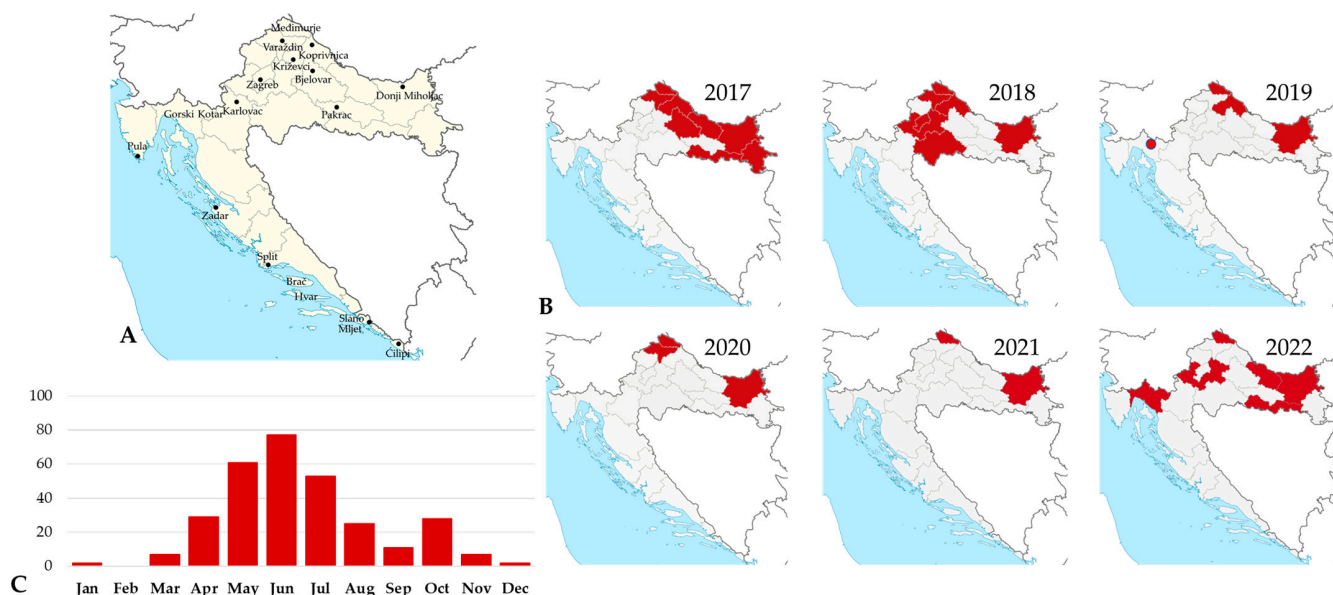 Međimurje
Varaždin
Koprivnica
Križevci
Zagreb
Bjelovar
Donji Miholjac
Gorski Kotar
Karlovac
Pakrac
Pula
Zadar
Split
Brač
Hvar
Slano
Mljet
Ćilipi
A
2017
2018
2019
B
2020
2021
2022
100
80
60
40
20
0
Jan Feb Mar Apr May Jun Jul Aug Sep Oct Nov Dec
C